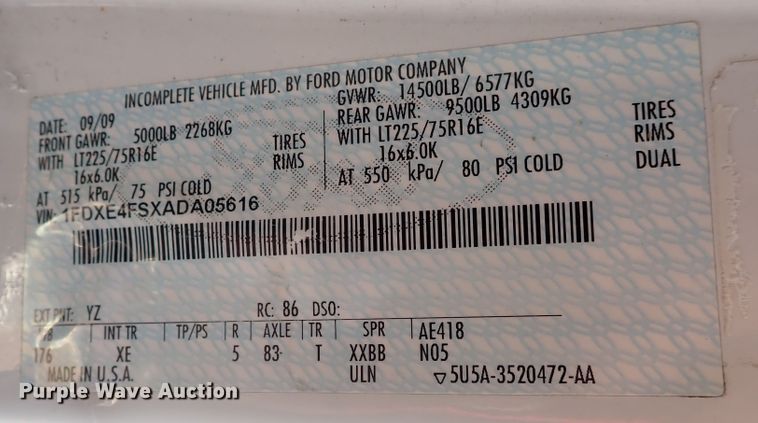 INCOMPLETE VEHICLE MFD. BY FORD MOTOR COMPANY
DATE: 09/09 GVWR: 14500LB/ 6577KG
FRONT GAWR: 5000LB 2268KG REAR GAWR: 9500LB 4309KG
WITH LT225/75R16E TIRES WITH LT225/75R16E TIRES
16x6.0K RIMS 16x6.0K RIMS
AT 515 kPa/ 75 PSI COLD AT 550 kPa/ 80 PSI COLD DUAL
VIN: 1FDXE4FSXADA05616
EXT PNT: YZ RC: 86 DSO:
WB INT TR TP/PS R AXLE TR SPR AE418
176 XE 5 83 T XXBB N05
MADE IN U.S.A. ULN ▽5U5A-3520472-AA
Purple Wave Auction